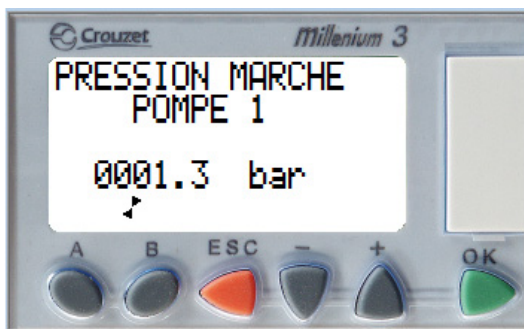 Crouzet
Millenium 3
PRESSION MARCHE
POMPE 1
0001.3 bar
A B ESC - + OK